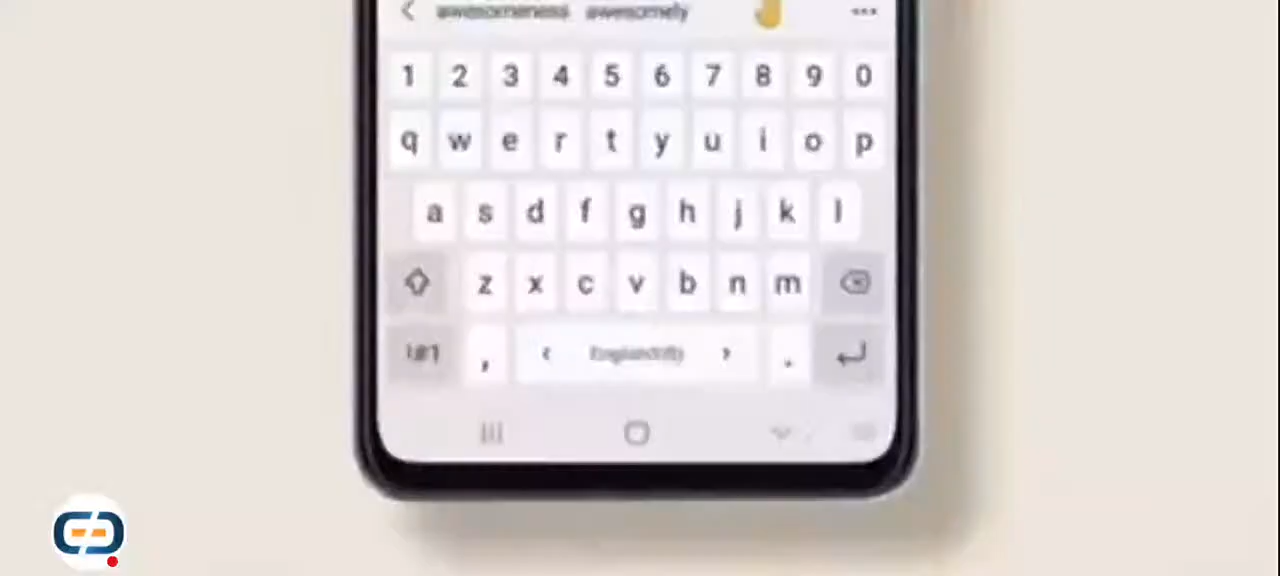 awesomeness awesomely
1 2 3 4 5 6 7 8 9 0
q w e r t y u i o p
a s d f g h j k l
z x c v b n m
!#1 , < > .